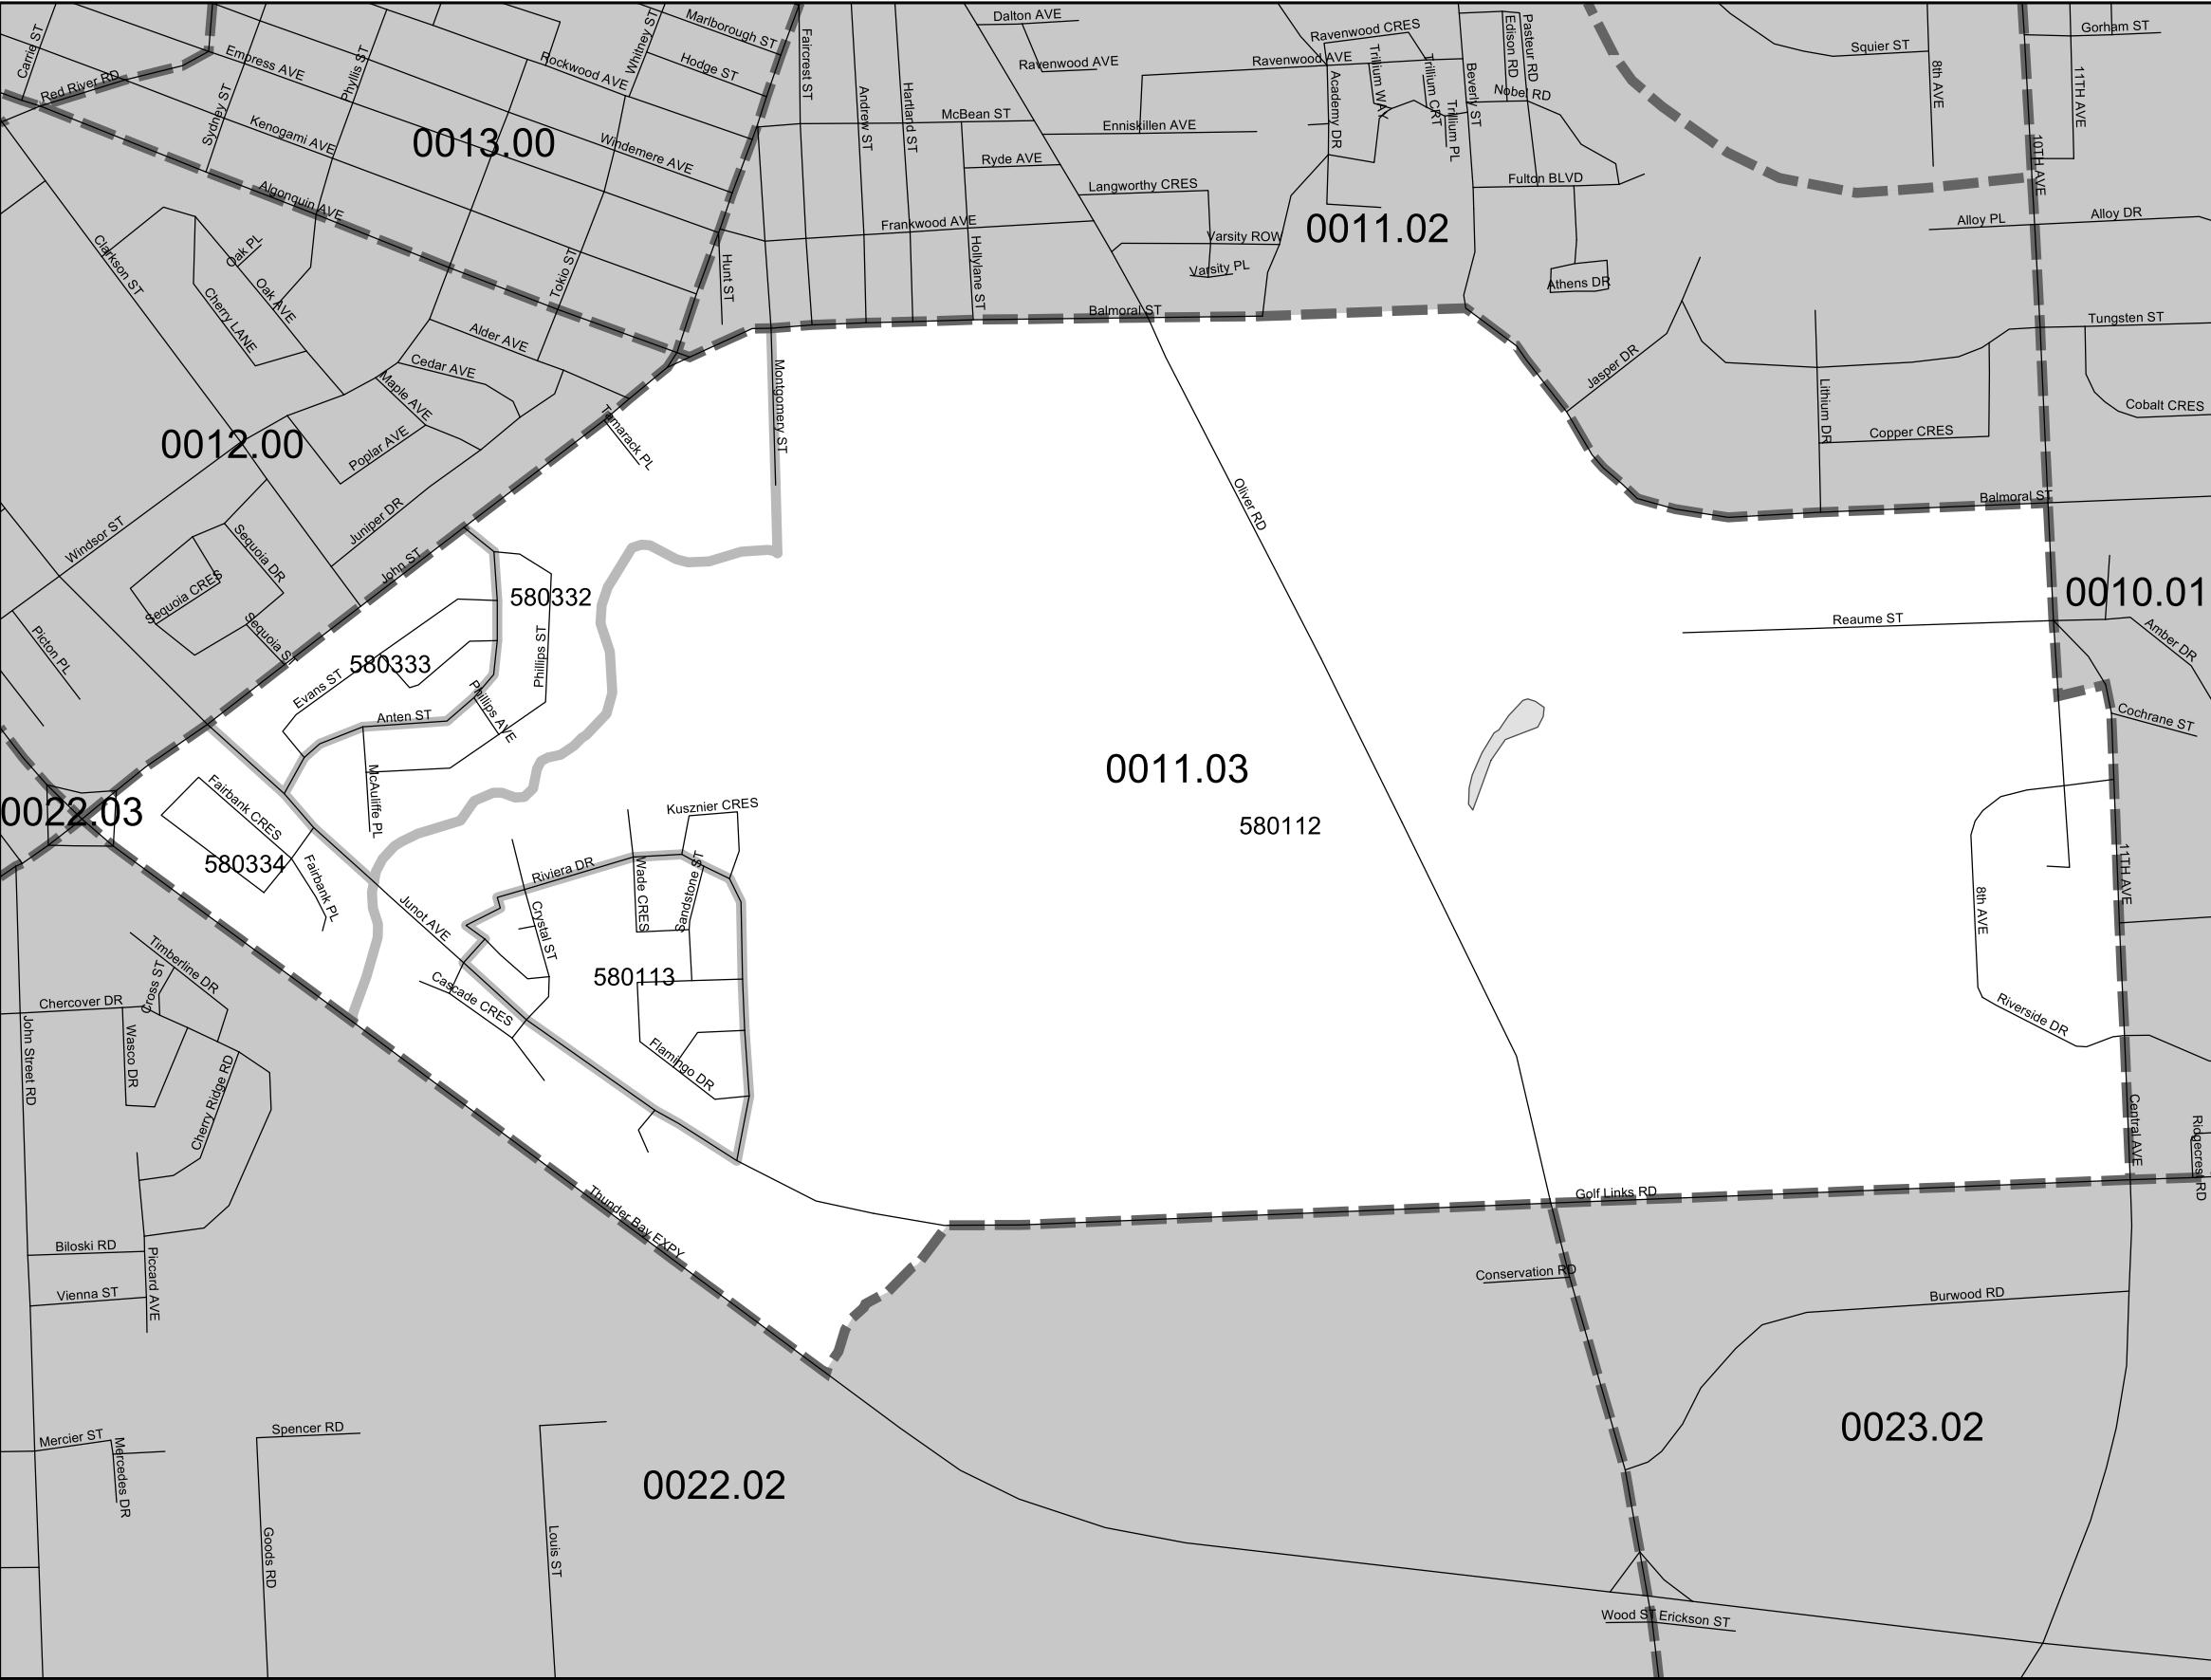 Carrie ST
Red River RD
Empress AVE
Sydney ST
Phyllis ST
Rockwood AVE
Whitney ST
Marlborough ST
Hodge ST
Kenogami AVE
0013.00
Windemere AVE
Algonquin AVE
Faircrest ST
Andrew ST
Hartland ST
Dalton AVE
Ravenwood AVE
McBean ST
Ryde AVE
Enniskillen AVE
Langworthy CRES
Frankwood AVE
Hollylane ST
Hunt ST
Ravenwood CRES
Ravenwood AVE
Academy DR
Trillium WAY
Trillium CRT
Trillium PL
Beverly ST
Edison RD
Pasteur RD
Nobel RD
Fulton BLVD
0011.02
Varsity ROW
Varsity PL
Athens DR
Balmoral ST
Squier ST
8th AVE
Gorham ST
11TH AVE
10TH AVE
Alloy PL
Alloy DR
Tungsten ST
Cobalt CRES
Jasper DR
Lithium DR
Copper CRES
Balmoral ST
Clarkson ST
Oak PL
Oak AVE
Cherry LANE
Tokio ST
Alder AVE
Cedar AVE
Maple AVE
Poplar AVE
0012.00
Tamarack PL
Montgomery ST
Windsor ST
Juniper DR
John ST
Sequoia DR
Sequoia CRES
Sequoia ST
Picton PL
Oliver RD
580332
580333
Evans ST
Phillips ST
Phillips AVE
Anten ST
McAuliffe PL
0010.01
Reaume ST
Amber DR
Cochrane ST
0022.03
Fairbank CRES
580334
Fairbank PL
0011.03
580112
Kusznier CRES
Riviera DR
Wade CRES
Sandstone ST
Crystal ST
Junot AVE
580113
Cascade CRES
Flamingo DR
11TH AVE
8th AVE
Riverside DR
Timberline DR
Cross ST
Chercover DR
Wasco DR
John Street RD
Cherry Ridge RD
Central AVE
Ridgecrest RD
Thunder Bay EXPY
Golf Links RD
Biloski RD
Piccard AVE
Vienna ST
Conservation RD
Burwood RD
Mercier ST
Mercedes DR
Spencer RD
Goods RD
Louis ST
0022.02
0023.02
Wood ST
Erickson ST